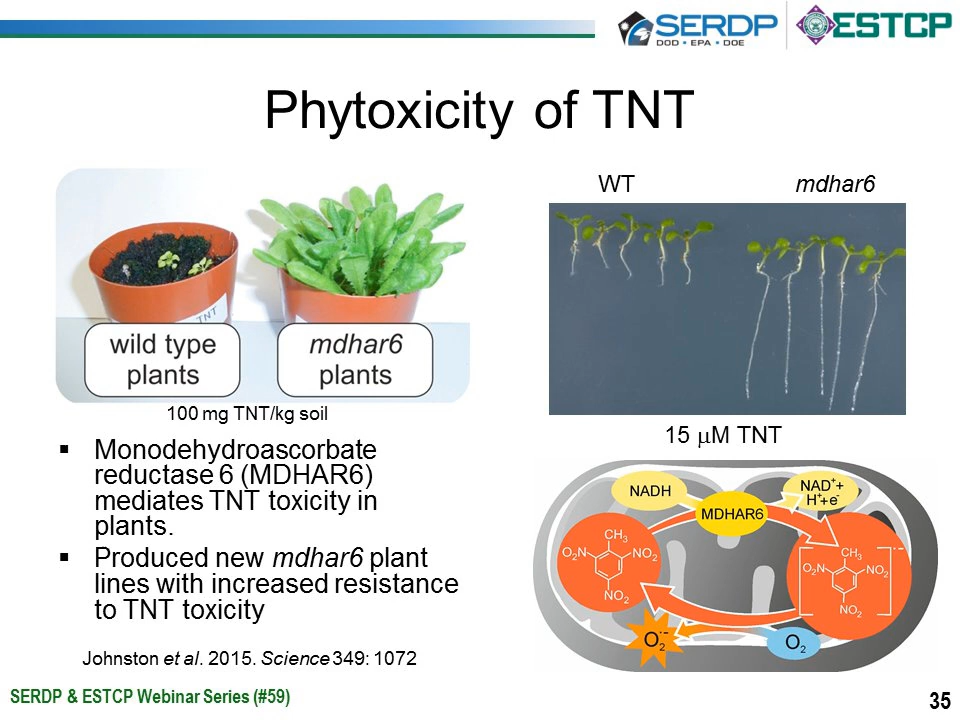 SERDP
DOD • EPA • DOE
ESTCP
Phytoxicity of TNT
TNT
wild type
plants
mdhar6
plants
100 mg TNT/kg soil
▪ Monodehydroascorbate
reductase 6 (MDHAR6)
mediates TNT toxicity in
plants.
▪ Produced new mdhar6 plant
lines with increased resistance
to TNT toxicity
Johnston et al. 2015. Science 349: 1072
WT mdhar6
15 µM TNT
NADH
MDHAR6
NAD⁺+
H⁺+e⁻
CH₃
O₂N NO₂
NO₂
CH₃
O₂N NO₂
NO₂
·-
O₂·-
O₂
SERDP & ESTCP Webinar Series (#59)
35